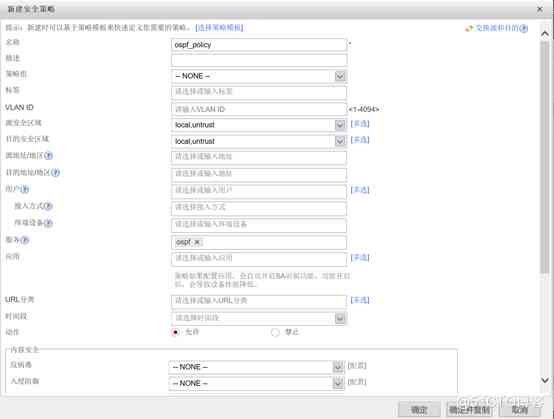 新建安全策略
提示：新建时可以基于策略模板来快速定义您需要的策略。 [选择策略模板]
交换源和目的
名称 ospf_policy *
描述
策略组 -- NONE --
标签 请选择或输入标签
VLAN ID 请输入VLAN ID <1-4094>
源安全区域 local,untrust [多选]
目的安全区域 local,untrust [多选]
源地址/地区 请选择或输入地址
目的地址/地区 请选择或输入地址
用户 请选择或输入用户 [多选]
接入方式 请选择接入方式
终端设备 请选择或输入终端设备
服务 ospf
应用 请选择或输入应用 [多选]
策略如果配置应用，会自动开启SA识别功能。功能开启后，会导致设备性能降低。
URL分类 请选择或输入URL分类 [多选]
时间段 请选择时间段
动作 允许 禁止
内容安全
反病毒 -- NONE -- [配置]
入侵防御 -- NONE -- [配置]
确定 确定并复制 取消
@51CTO博客